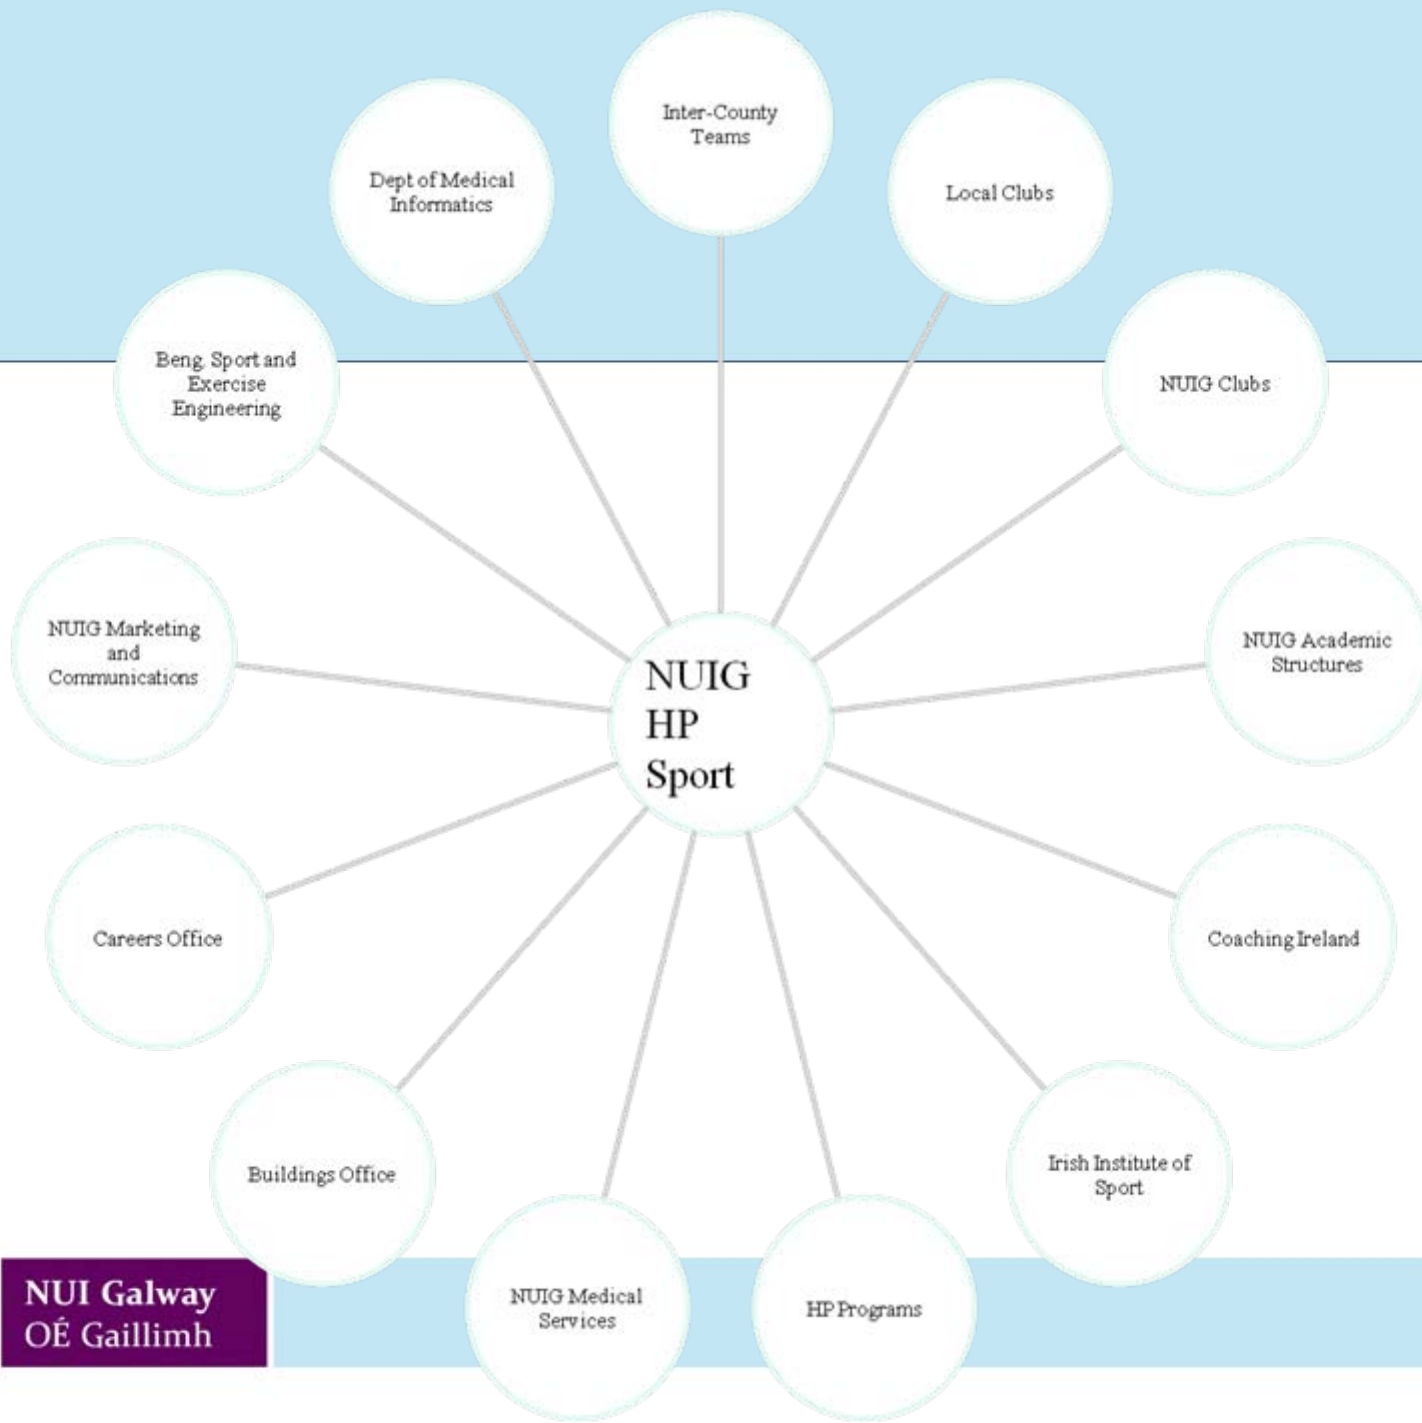 Inter-County
Teams
Dept of Medical
Informatics
Local Clubs
Beng. Sport and
Exercise
Engineering
NUIG Clubs
NUIG Marketing
and
Communications
NUIG Academic
Structures
NUIG
HP
Sport
Careers Office
Coaching Ireland
Buildings Office
Irish Institute of
Sport
NUIG Medical
Services
HP Programs
NUI Galway
OÉ Gaillimh